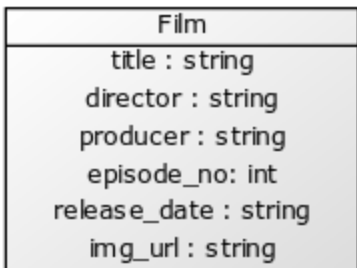 Film
title : string
director : string
producer : string
episode_no: int
release_date : string
img_url : string